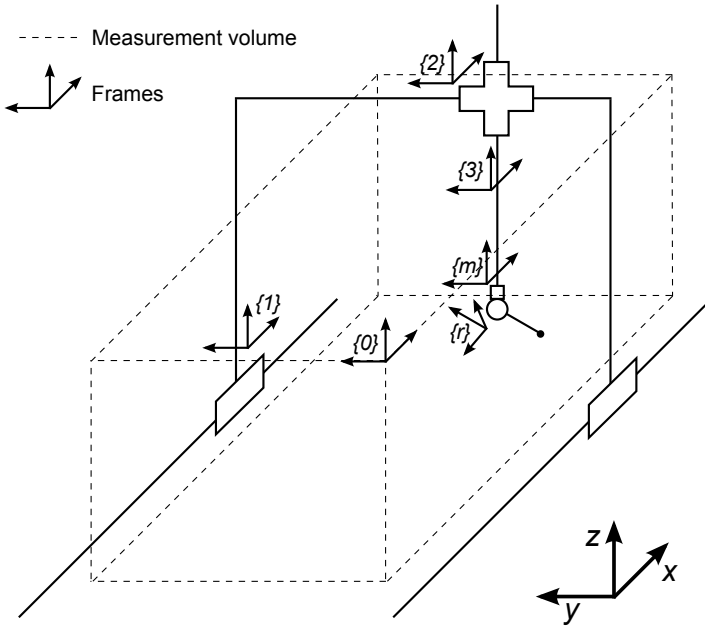 Measurement volume
Frames
{2}
{3}
{m}
{1}
{r}
{0}
z
x
y